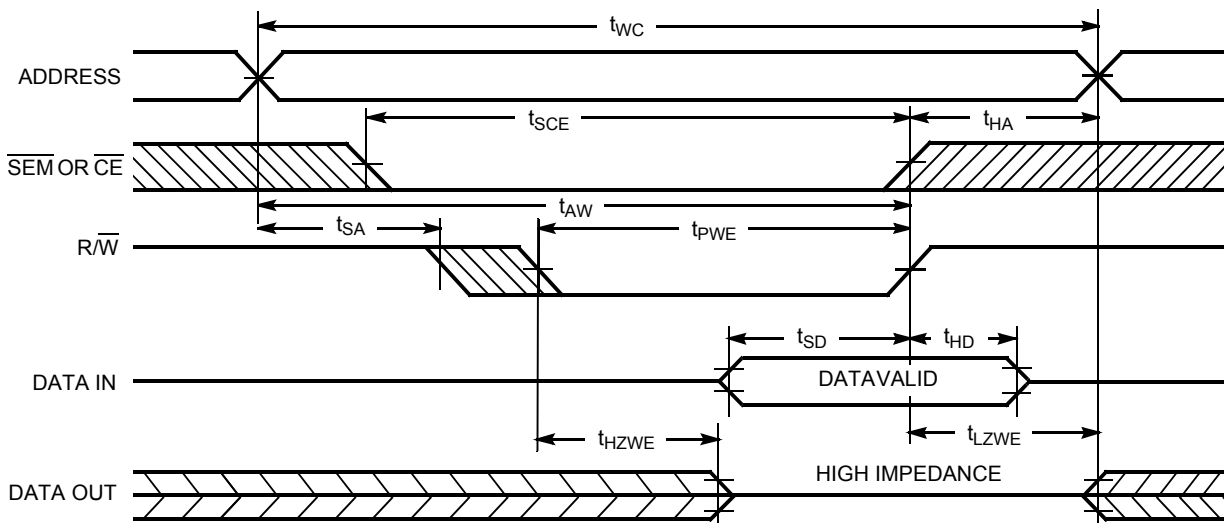 tWC
ADDRESS
tSCE
tHA
SEM OR CE
tAW
tSA
tPWE
R/W
tSD
tHD
DATA IN
DATAVALID
tHZWE
tLZWE
HIGH IMPEDANCE
DATA OUT